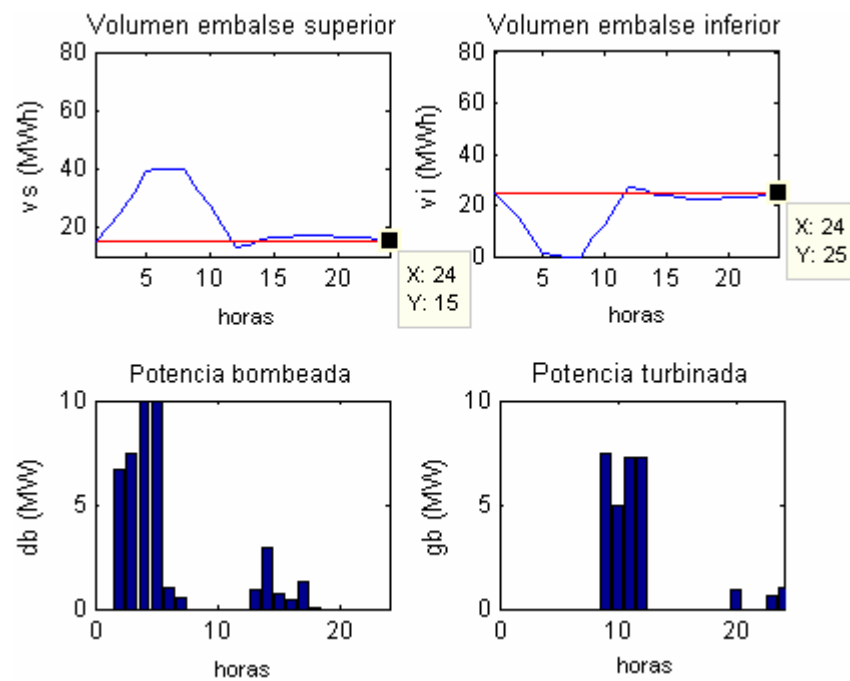 Volumen embalse superior
80
60
40
20
vs (MWh)
5 10 15 20
horas
X: 24
Y: 15
Volumen embalse inferior
80
60
40
20
0
vi (MWh)
5 10 15 20
horas
X: 24
Y: 25
Potencia bombeada
10
5
0
db (MW)
0 10 20
horas
Potencia turbinada
10
5
0
gb (MW)
0 10 20
horas